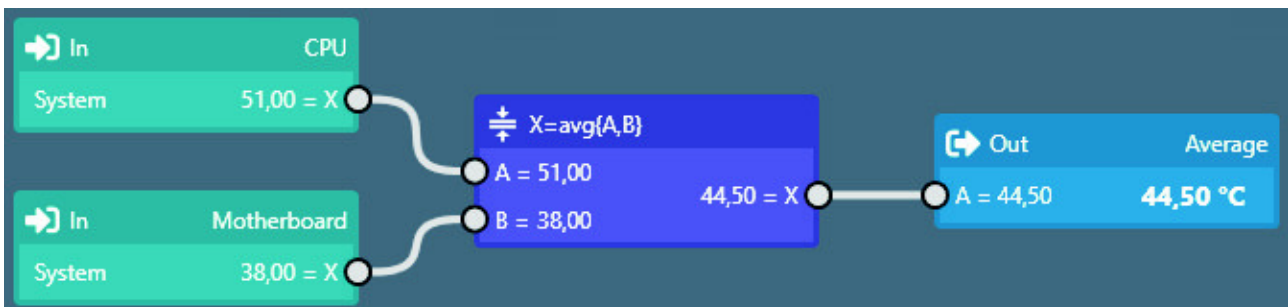 In CPU
System 51,00 = X
In Motherboard
System 38,00 = X
X=avg{A,B}
A = 51,00
44,50 = X
B = 38,00
Out Average
A = 44,50 44,50 °C